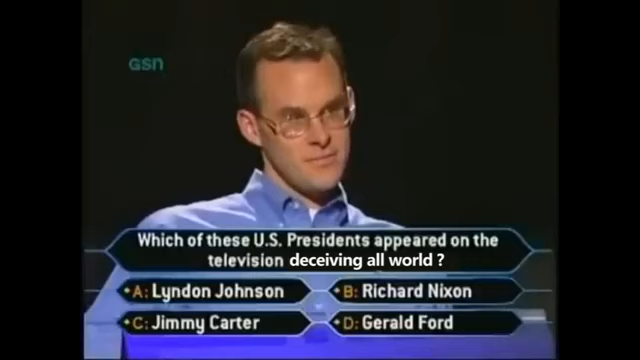 GSN
Which of these U.S. Presidents appeared on the
television deceiving all world ?
A: Lyndon Johnson
B: Richard Nixon
C: Jimmy Carter
D: Gerald Ford